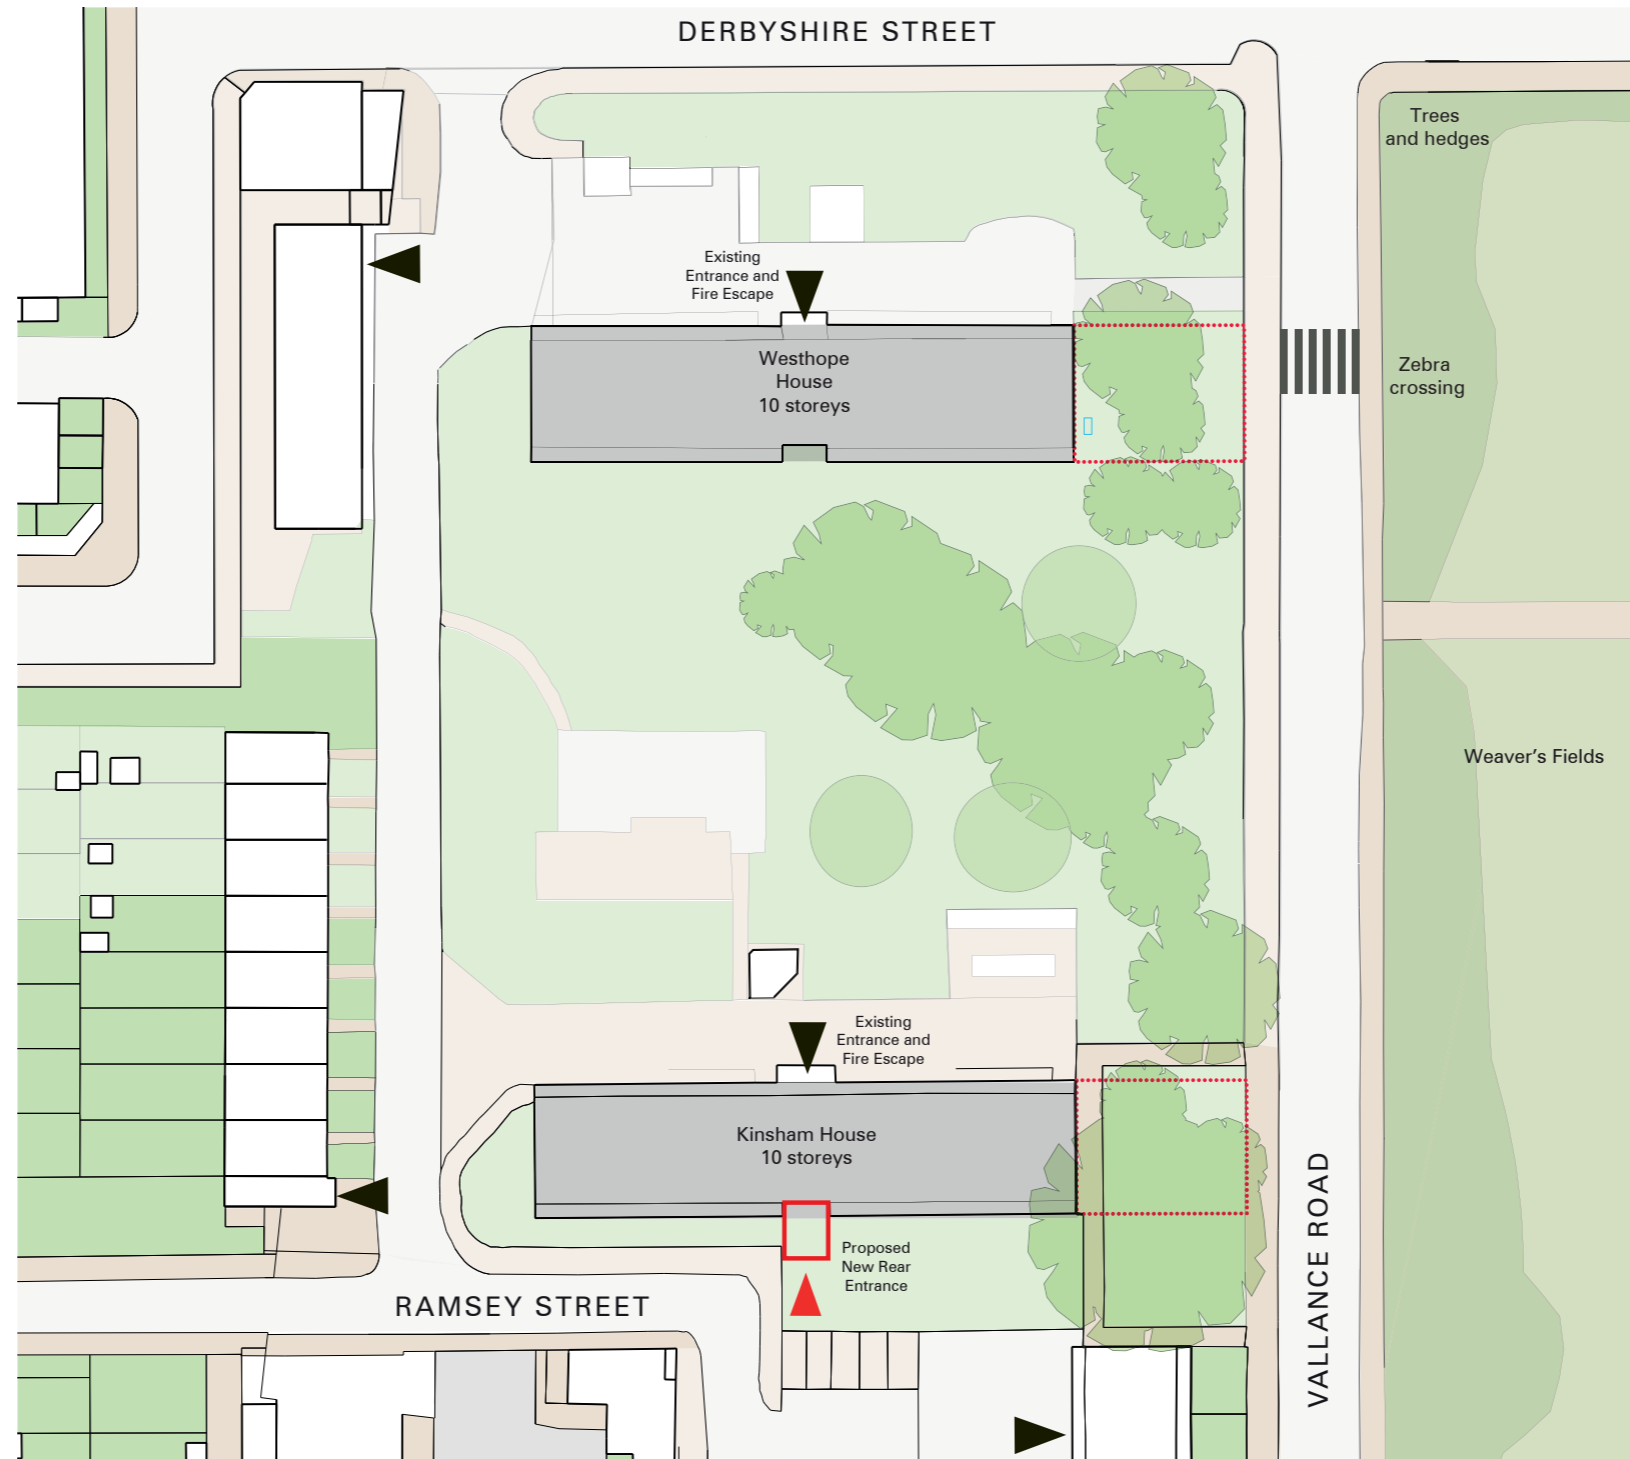 DERBYSHIRE STREET
Trees
and hedges
Existing
Entrance and
Fire Escape
Westhope
House
10 storeys
Zebra
crossing
Weaver's Fields
Existing
Entrance and
Fire Escape
Kinsham House
10 storeys
Proposed
New Rear
Entrance
RAMSEY STREET
VALLANCE ROAD